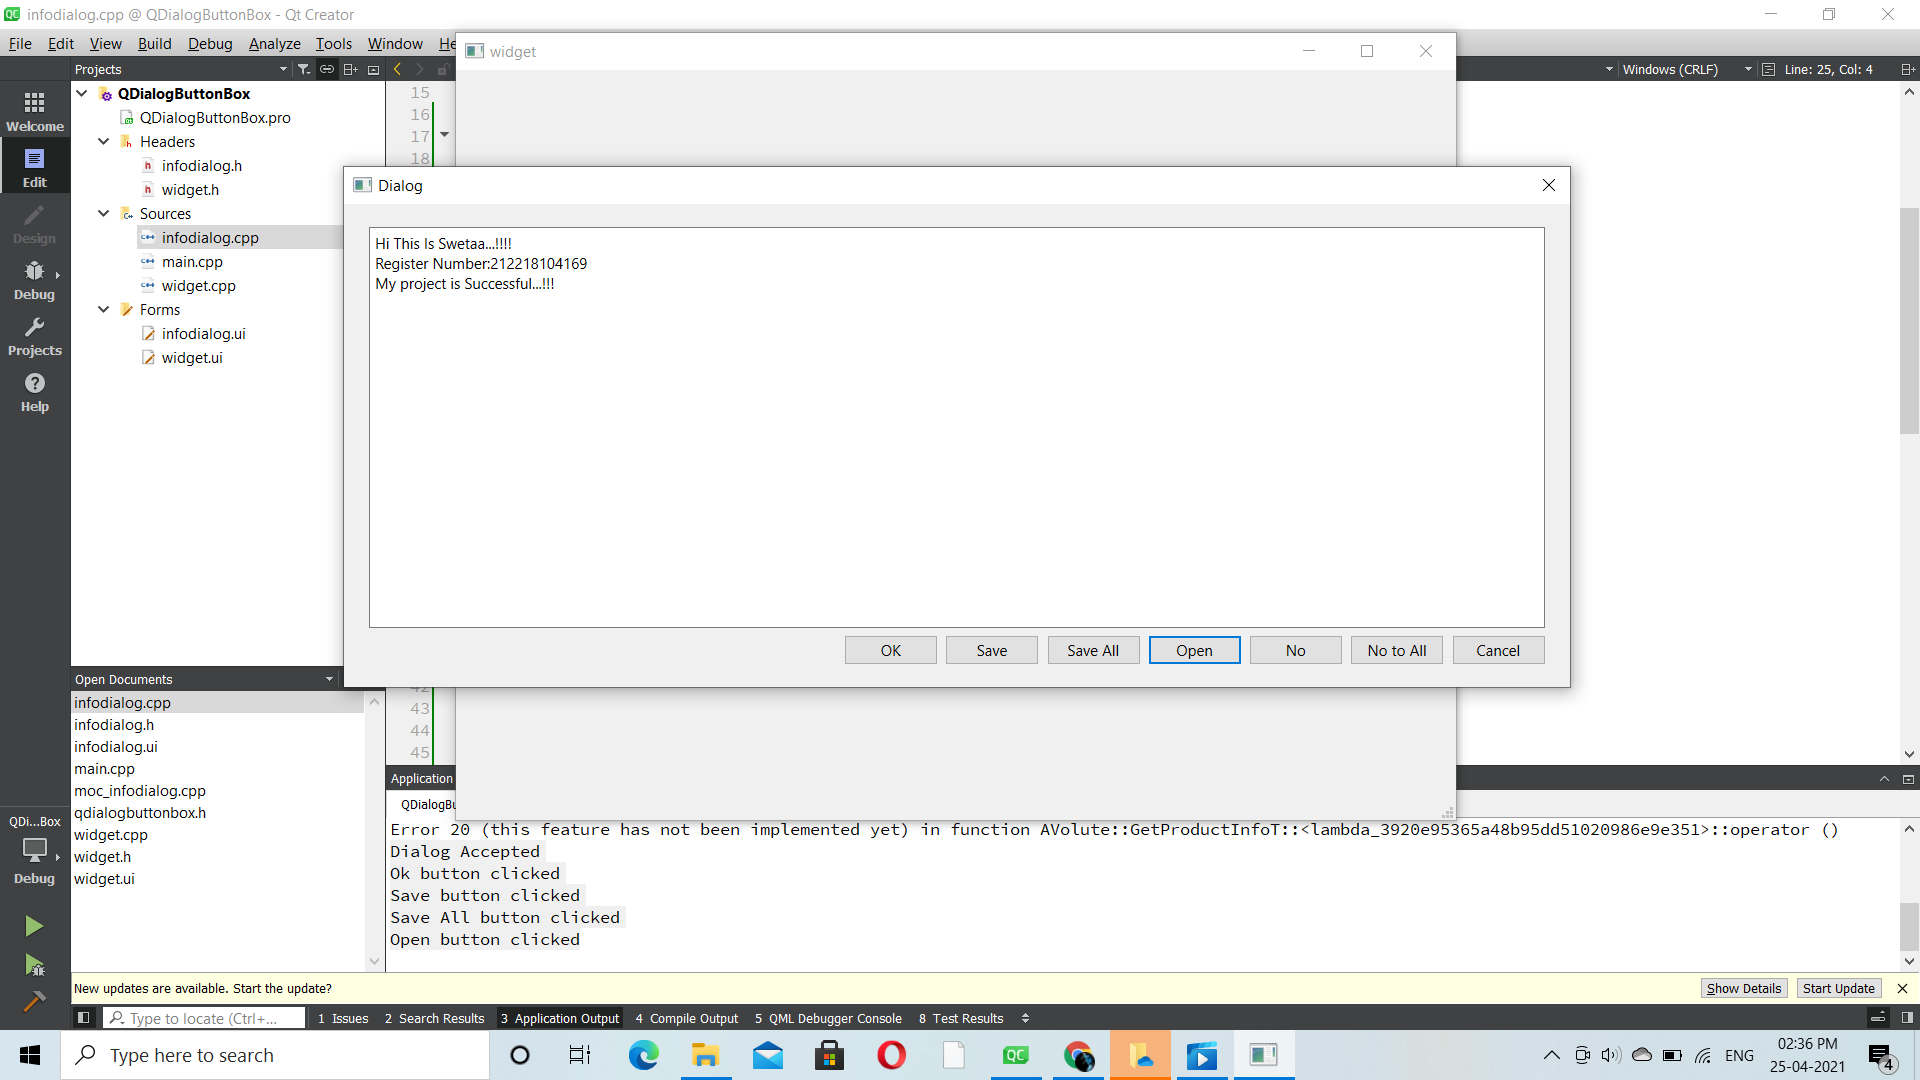 infodialog.cpp @ QDialogButtonBox - Qt Creator
File Edit View Build Debug Analyze Tools Window He
widget
Projects
Windows (CRLF)
Line: 25, Col: 4
Welcome
Edit
Design
Debug
Projects
Help
QDialogButtonBox
QDialogButtonBox.pro
Headers
infodialog.h
widget.h
Sources
infodialog.cpp
main.cpp
widget.cpp
Forms
infodialog.ui
widget.ui
15
16
17
18
Dialog
Hi This Is Swetaa...!!!!
Register Number:212218104169
My project is Successful...!!!
OK Save Save All Open No No to All Cancel
42
43
44
45
Open Documents
infodialog.cpp
infodialog.h
infodialog.ui
main.cpp
moc_infodialog.cpp
qdialogbuttonbox.h
widget.cpp
widget.h
widget.ui
QDi...Box
Debug
Application
QDialogBu
Error 20 (this feature has not been implemented yet) in function AVolute::GetProductInfoT::<lambda_3920e95365a48b95dd51020986e9e351>::operator ()
Dialog Accepted
Ok button clicked
Save button clicked
Save All button clicked
Open button clicked
New updates are available. Start the update?
Show Details Start Update
Type to locate (Ctrl+...
1 Issues 2 Search Results 3 Application Output 4 Compile Output 5 QML Debugger Console 8 Test Results
Type here to search
ENG
02:36 PM
25-04-2021
4